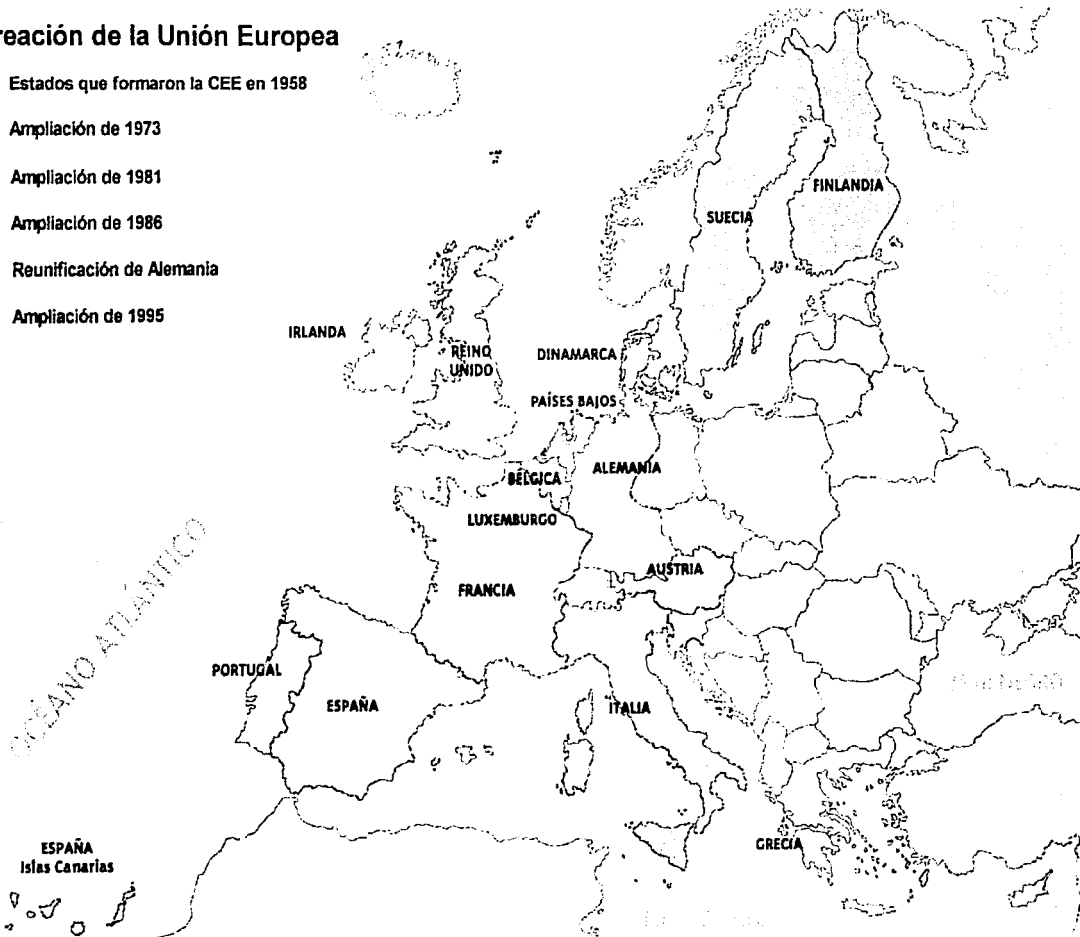 reación de la Unión Europea
Estados que formaron la CEE en 1958
Ampliación de 1973
Ampliación de 1981
Ampliación de 1986
Reunificación de Alemania
Ampliación de 1995
FINLANDIA
SUECIA
IRLANDA
REINO
UNIDO
DINAMARCA
PAÍSES BAJOS
ALEMANIA
BÉLGICA
LUXEMBURGO
AUSTRIA
FRANCIA
OCÉANO ATLÁNTICO
PORTUGAL
ESPAÑA
ITALIA
GRECIA
ESPAÑA
Islas Canarias